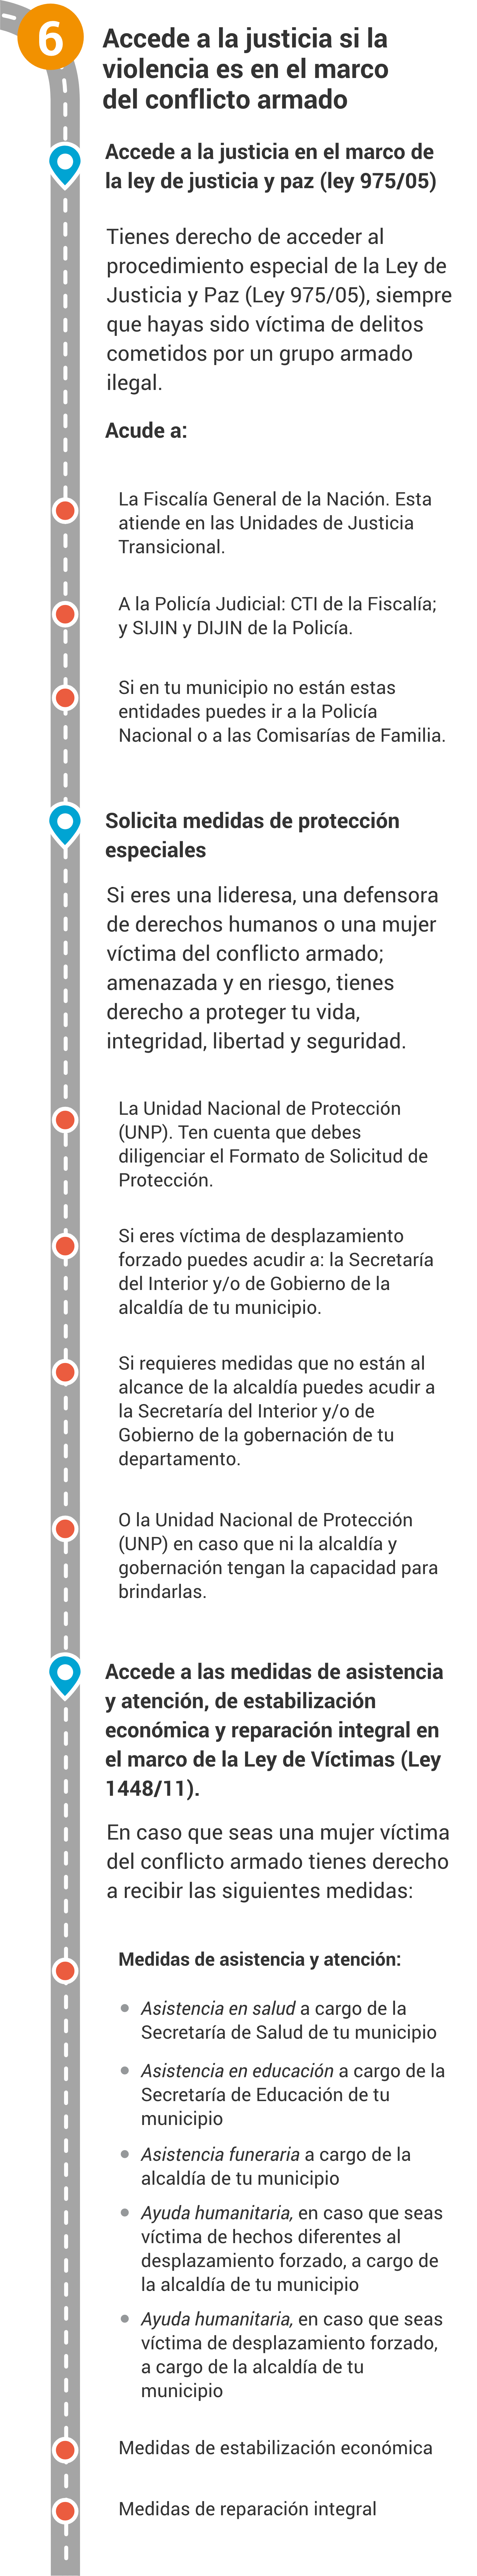 6
Accede a la justicia si la
violencia es en el marco
del conflicto armado
Accede a la justicia en el marco de
la ley de justicia y paz (ley 975/05)
Tienes derecho de acceder al
procedimiento especial de la Ley de
Justicia y Paz (Ley 975/05), siempre
que hayas sido víctima de delitos
cometidos por un grupo armado
ilegal.
Acude a:
La Fiscalía General de la Nación. Esta
atiende en las Unidades de Justicia
Transicional.
A la Policía Judicial: CTI de la Fiscalía;
y SIJIN y DIJIN de la Policía.
Si en tu municipio no están estas
entidades puedes ir a la Policía
Nacional o a las Comisarías de Familia.
Solicita medidas de protección
especiales
Si eres una lideresa, una defensora
de derechos humanos o una mujer
víctima del conflicto armado;
amenazada y en riesgo, tienes
derecho a proteger tu vida,
integridad, libertad y seguridad.
La Unidad Nacional de Protección
(UNP). Ten cuenta que debes
diligenciar el Formato de Solicitud de
Protección.
Si eres víctima de desplazamiento
forzado puedes acudir a: la Secretaría
del Interior y/o de Gobierno de la
alcaldía de tu municipio.
Si requieres medidas que no están al
alcance de la alcaldía puedes acudir a
la Secretaría del Interior y/o de
Gobierno de la gobernación de tu
departamento.
O la Unidad Nacional de Protección
(UNP) en caso que ni la alcaldía y
gobernación tengan la capacidad para
brindarlas.
Accede a las medidas de asistencia
y atención, de estabilización
económica y reparación integral en
el marco de la Ley de Víctimas (Ley
1448/11).
En caso que seas una mujer víctima
del conflicto armado tienes derecho
a recibir las siguientes medidas:
Medidas de asistencia y atención:
• Asistencia en salud a cargo de la
Secretaría de Salud de tu municipio
• Asistencia en educación a cargo de la
Secretaría de Educación de tu
municipio
• Asistencia funeraria a cargo de la
alcaldía de tu municipio
• Ayuda humanitaria, en caso que seas
víctima de hechos diferentes al
desplazamiento forzado, a cargo de
la alcaldía de tu municipio
• Ayuda humanitaria, en caso que seas
víctima de desplazamiento forzado,
a cargo de la alcaldía de tu
municipio
Medidas de estabilización económica
Medidas de reparación integral